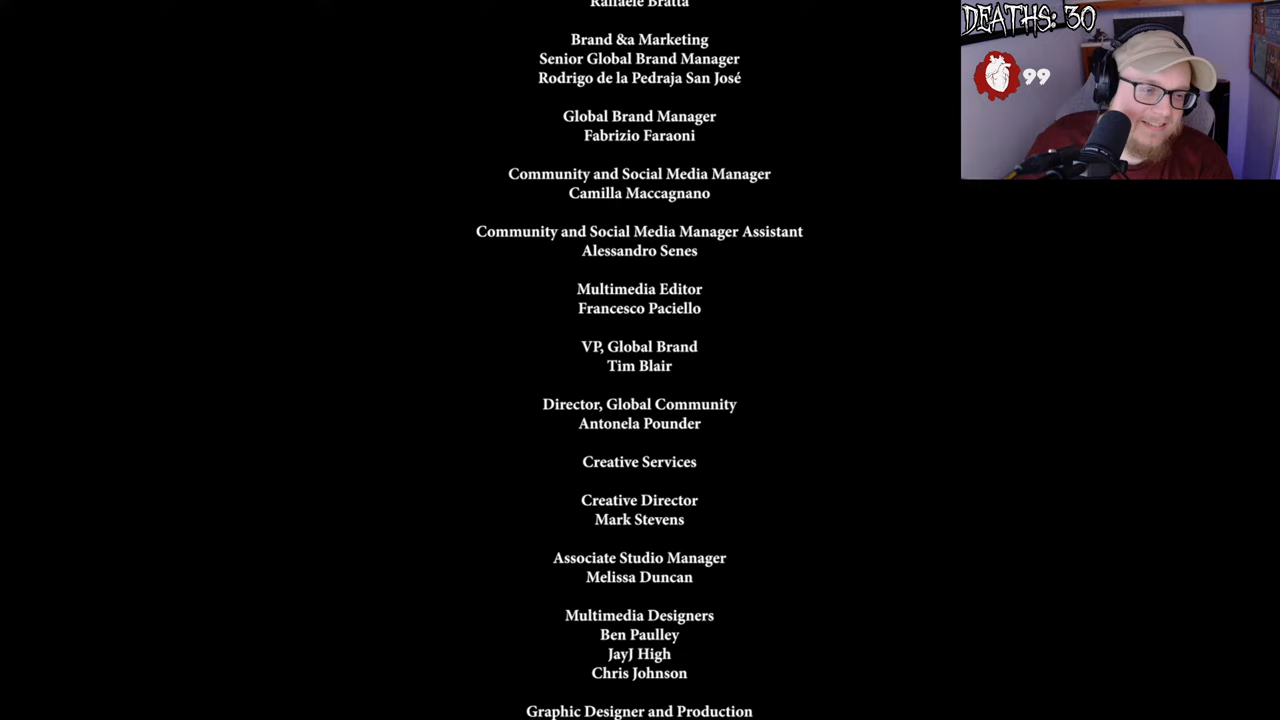 Raffaele Bratta
Brand &a Marketing
Senior Global Brand Manager
Rodrigo de la Pedraja San José
Global Brand Manager
Fabrizio Faraoni
Community and Social Media Manager
Camilla Maccagnano
Community and Social Media Manager Assistant
Alessandro Senes
Multimedia Editor
Francesco Paciello
VP, Global Brand
Tim Blair
Director, Global Community
Antonela Pounder
Creative Services
Creative Director
Mark Stevens
Associate Studio Manager
Melissa Duncan
Multimedia Designers
Ben Paulley
JayJ High
Chris Johnson
Graphic Designer and Production
DEATHS: 30
99